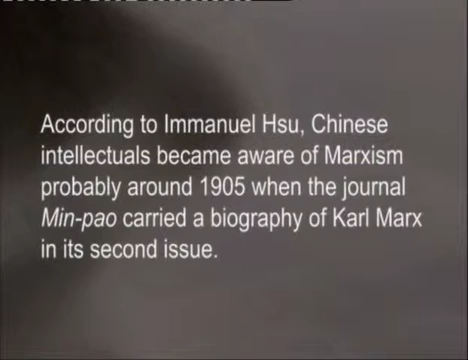 According to Immanuel Hsu, Chinese
intellectuals became aware of Marxism
probably around 1905 when the journal
Min-pao carried a biography of Karl Marx
in its second issue.